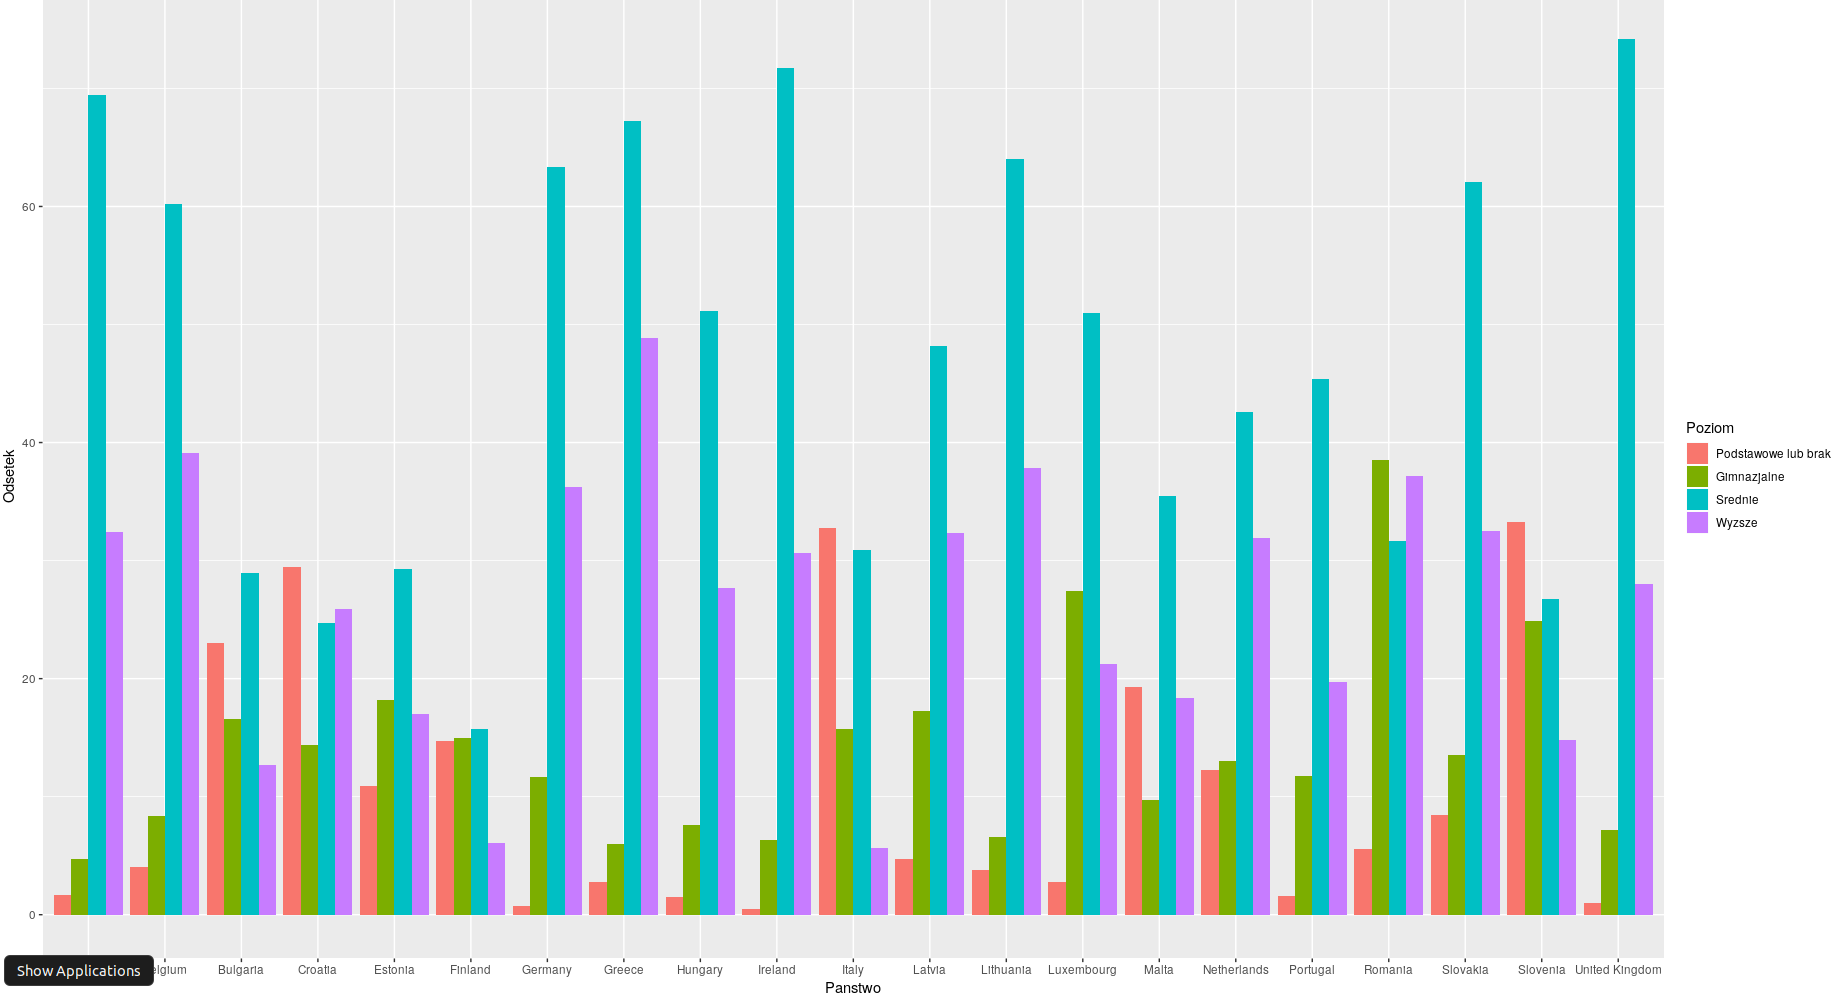 60
40
20
0
Odsetek
Show Applications
elgium Bulgaria Croatia Estonia Finland Germany Greece Hungary Ireland Italy Latvia Lithuania Luxembourg Malta Netherlands Portugal Romania Slovakia Slovenia United Kingdom
Panstwo
Poziom
Podstawowe lub brak
Gimnazjalne
Srednie
Wyzsze